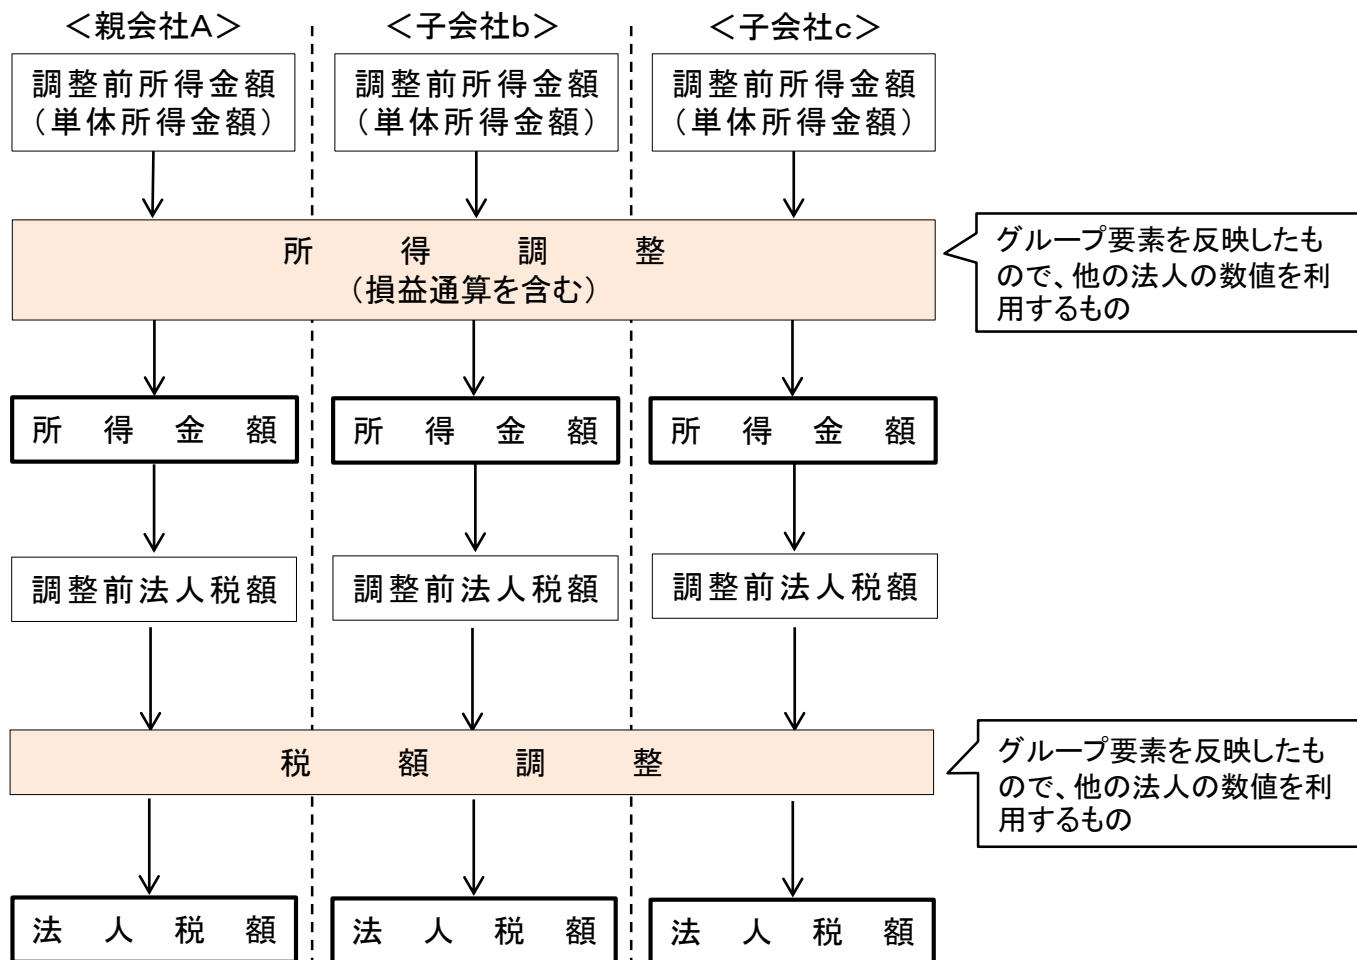 ＜親会社A＞
＜子会社b＞
＜子会社c＞
調整前所得金額
（単体所得金額）
調整前所得金額
（単体所得金額）
調整前所得金額
（単体所得金額）
所得調整
（損益通算を含む）
グループ要素を反映したも
ので、他の法人の数値を利
用するもの
所得金額
所得金額
所得金額
調整前法人税額
調整前法人税額
調整前法人税額
税額調整
グループ要素を反映したも
ので、他の法人の数値を利
用するもの
法人税額
法人税額
法人税額